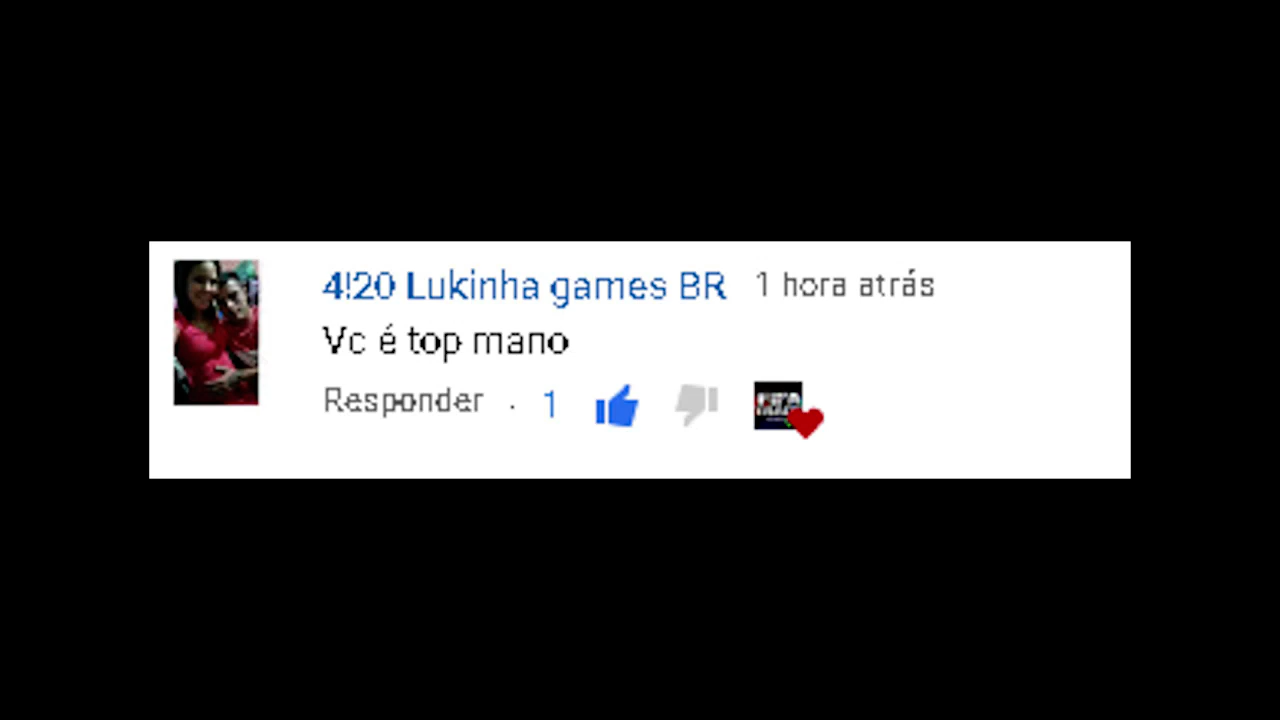 4!20 Lukinha games BR 1 hora atrás
Vc é top mano
Responder · 1